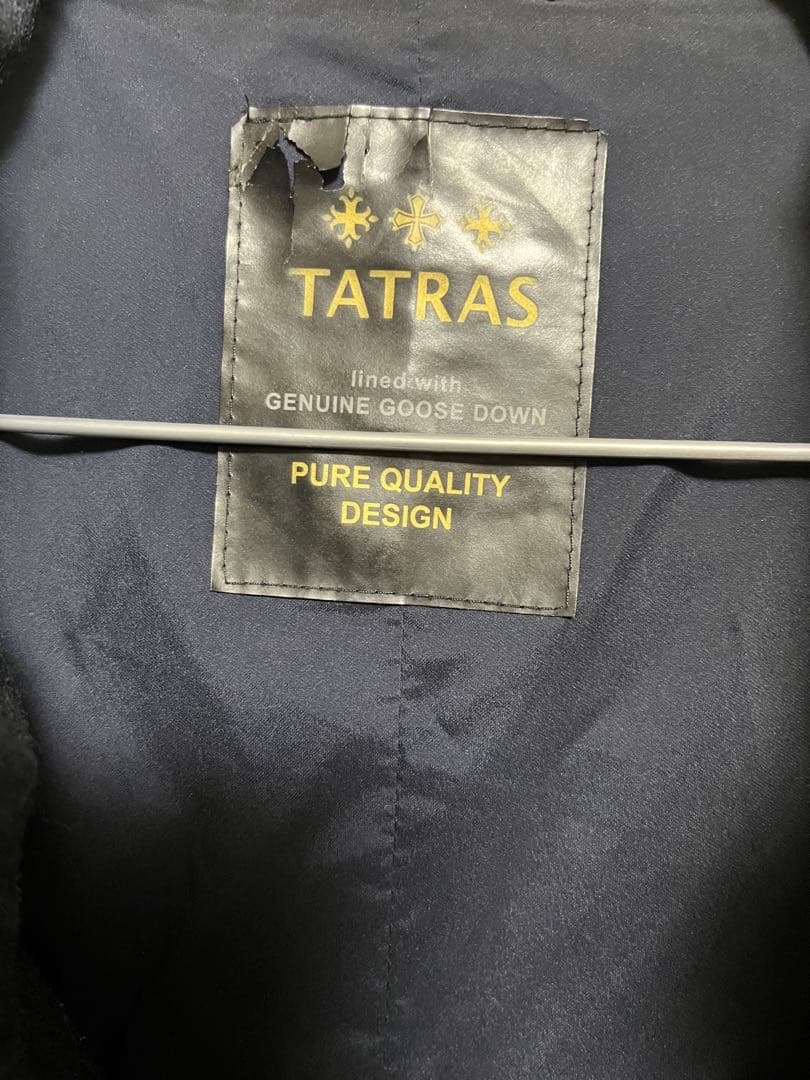 TATRAS
lined with
GENUINE GOOSE DOWN
PURE QUALITY
DESIGN